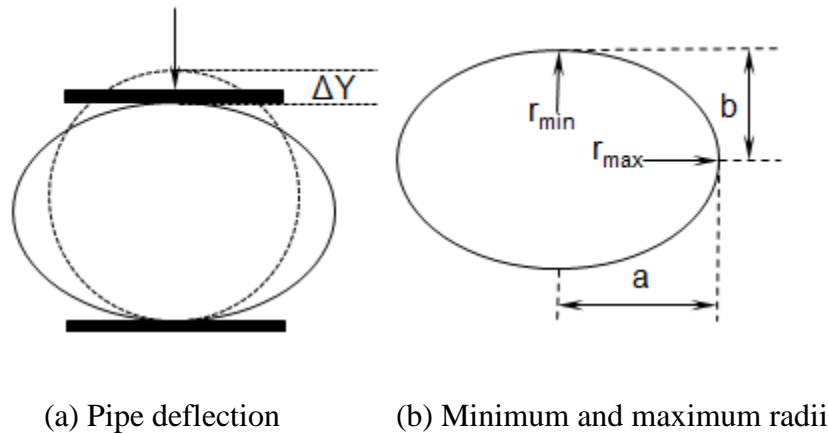 ΔY
b
r_min
r_max
a
(a) Pipe deflection
(b) Minimum and maximum radii